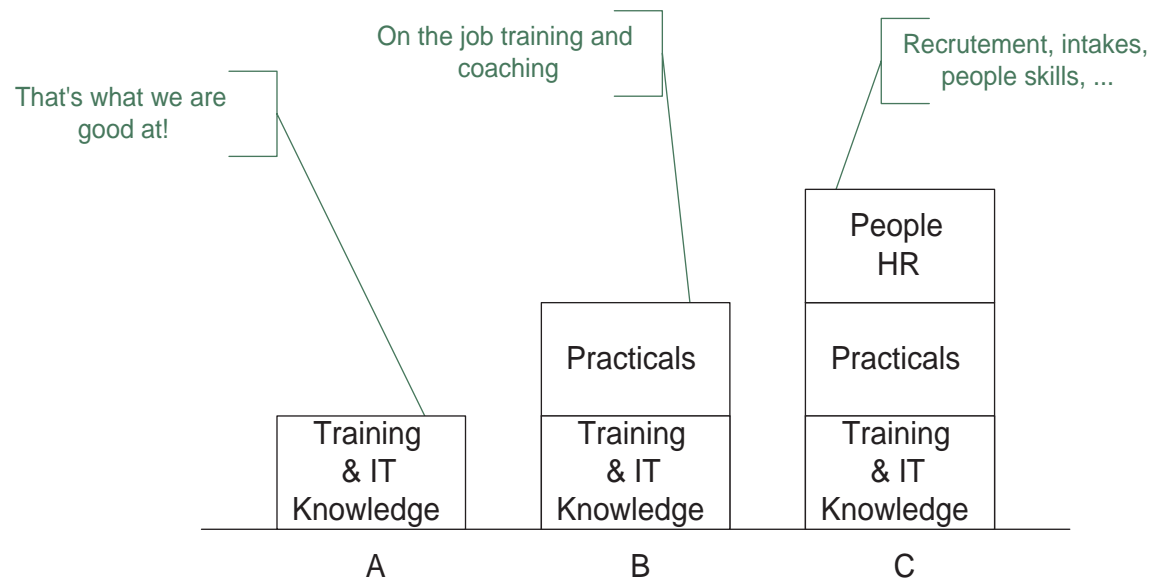 That's what we are
good at!
On the job training and
coaching
Recrutement, intakes,
people skills, ...
People
HR
Practicals
Practicals
Training
& IT
Knowledge
Training
& IT
Knowledge
Training
& IT
Knowledge
A
B
C